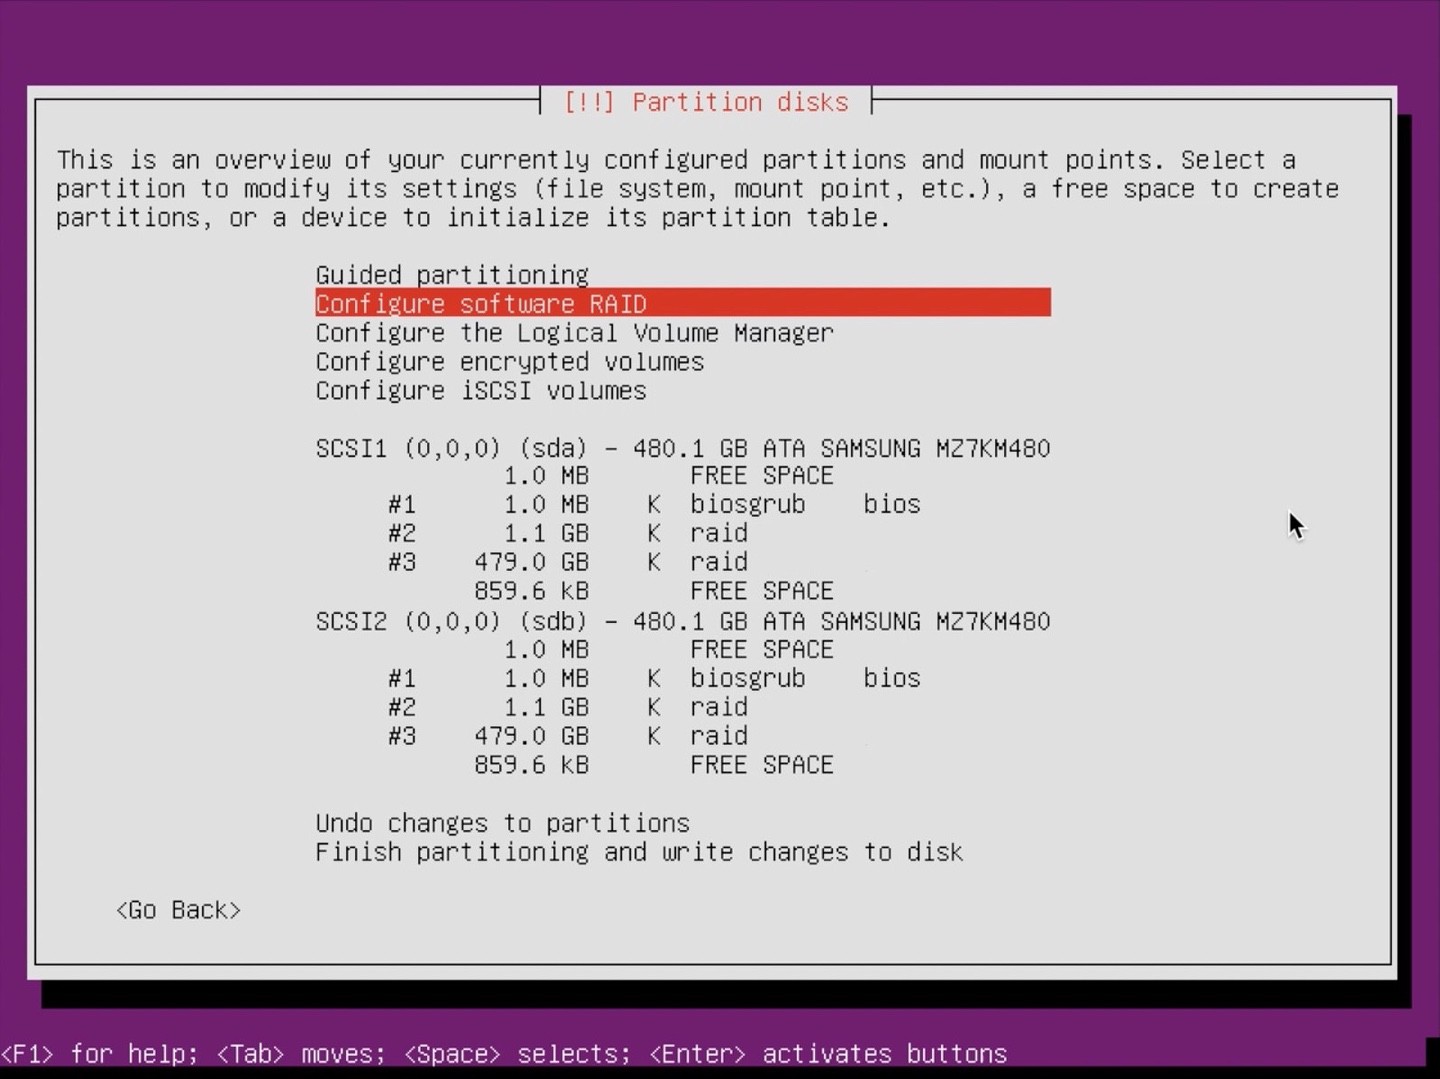 [!!] Partition disks
This is an overview of your currently configured partitions and mount points. Select a
partition to modify its settings (file system, mount point, etc.), a free space to create
partitions, or a device to initialize its partition table.
Guided partitioning
Configure software RAID
Configure the Logical Volume Manager
Configure encrypted volumes
Configure iSCSI volumes
SCSI1 (0,0,0) (sda) - 480.1 GB ATA SAMSUNG MZ7KM480
1.0 MB FREE SPACE
#1 1.0 MB K biosgrub bios
#2 1.1 GB K raid
#3 479.0 GB K raid
859.6 kB FREE SPACE
SCSI2 (0,0,0) (sdb) - 480.1 GB ATA SAMSUNG MZ7KM480
1.0 MB FREE SPACE
#1 1.0 MB K biosgrub bios
#2 1.1 GB K raid
#3 479.0 GB K raid
859.6 kB FREE SPACE
Undo changes to partitions
Finish partitioning and write changes to disk
<Go Back>
<F1> for help; <Tab> moves; <Space> selects; <Enter> activates buttons